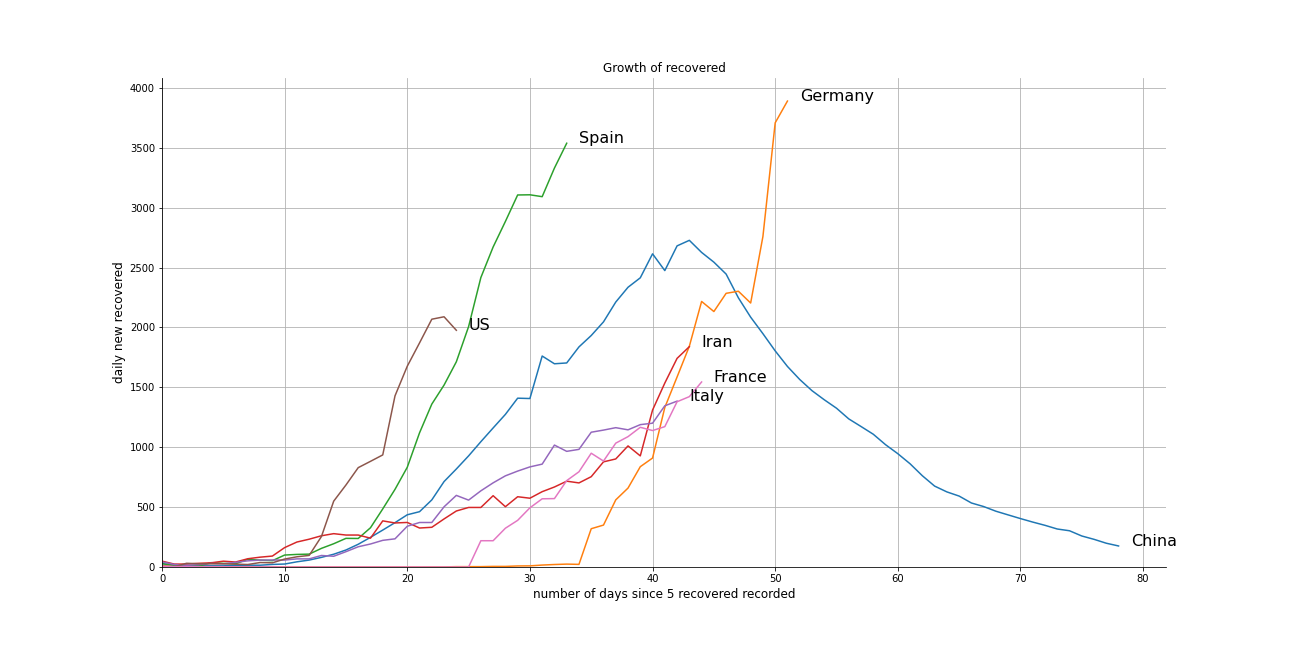 Growth of recovered
4000
Germany
Spain
3500
3000
daily new recovered
2500
2000
US
Iran
1500
France
Italy
1000
500
China
0
0 10 20 30 40 50 60 70 80
number of days since 5 recovered recorded